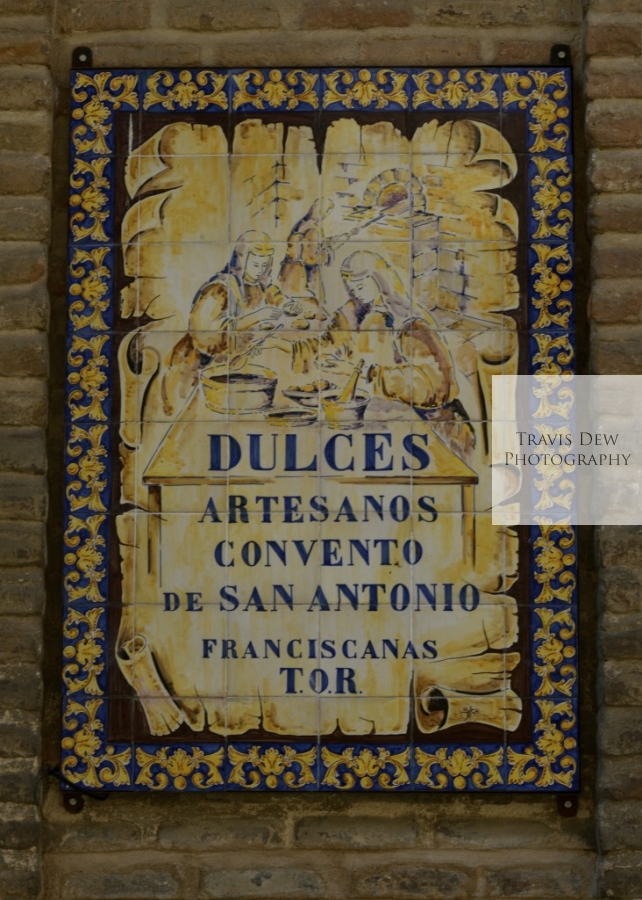 DULCES
ARTESANOS
CONVENTO
DE SAN ANTONIO
FRANCISCANAS
T.O.R.
TRAVIS DEW
PHOTOGRAPHY